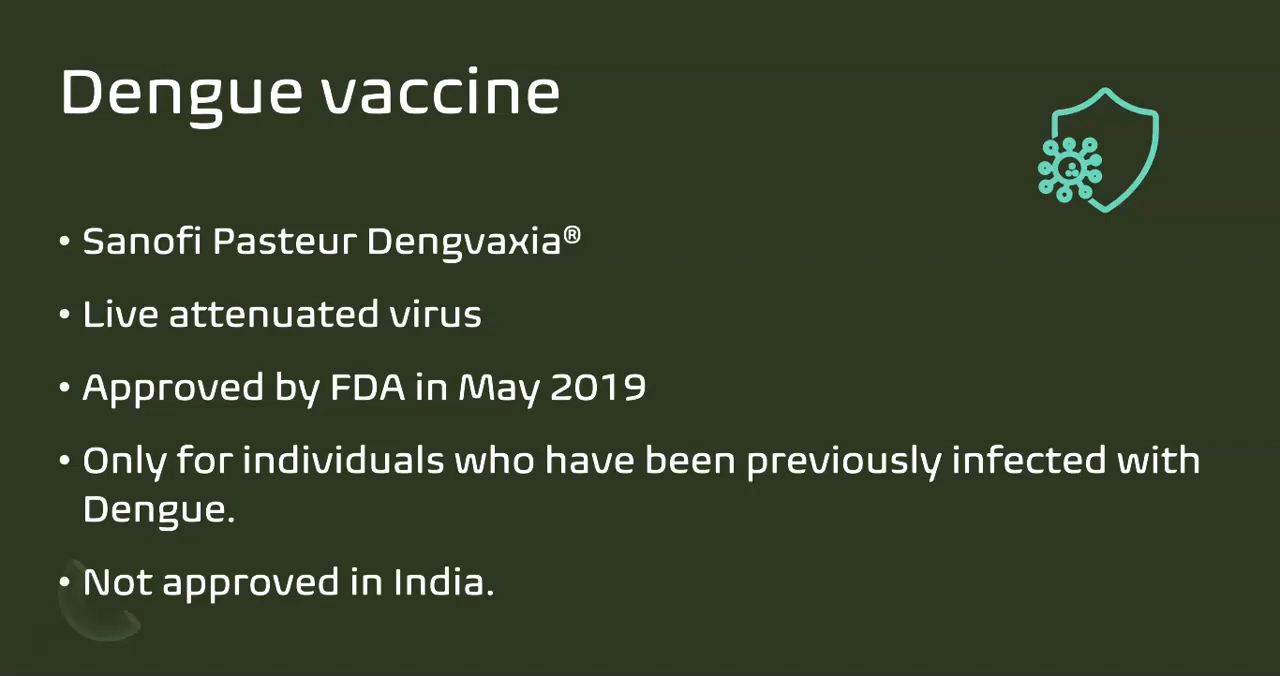 Dengue vaccine
• Sanofi Pasteur Dengvaxia®
• Live attenuated virus
• Approved by FDA in May 2019
• Only for individuals who have been previously infected with
Dengue.
• Not approved in India.